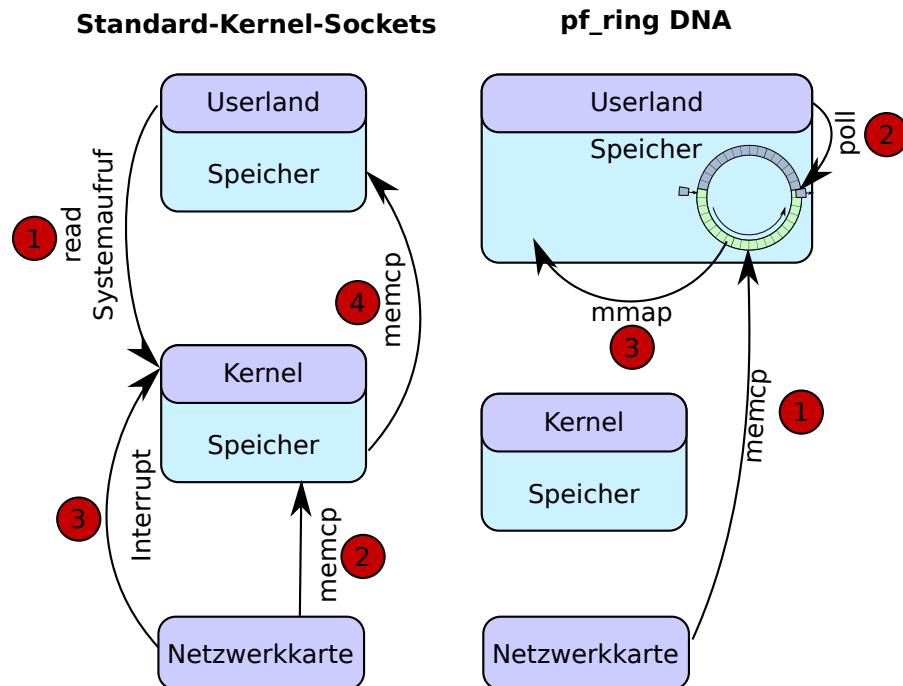 Standard-Kernel-Sockets
Userland
Speicher
1
read
Systemaufruf
4
memcp
Kernel
Speicher
3
Interrupt
memcp
2
Netzwerkkarte
pf_ring DNA
Userland
Speicher
poll
2
mmap
3
Kernel
Speicher
memcp
1
Netzwerkkarte